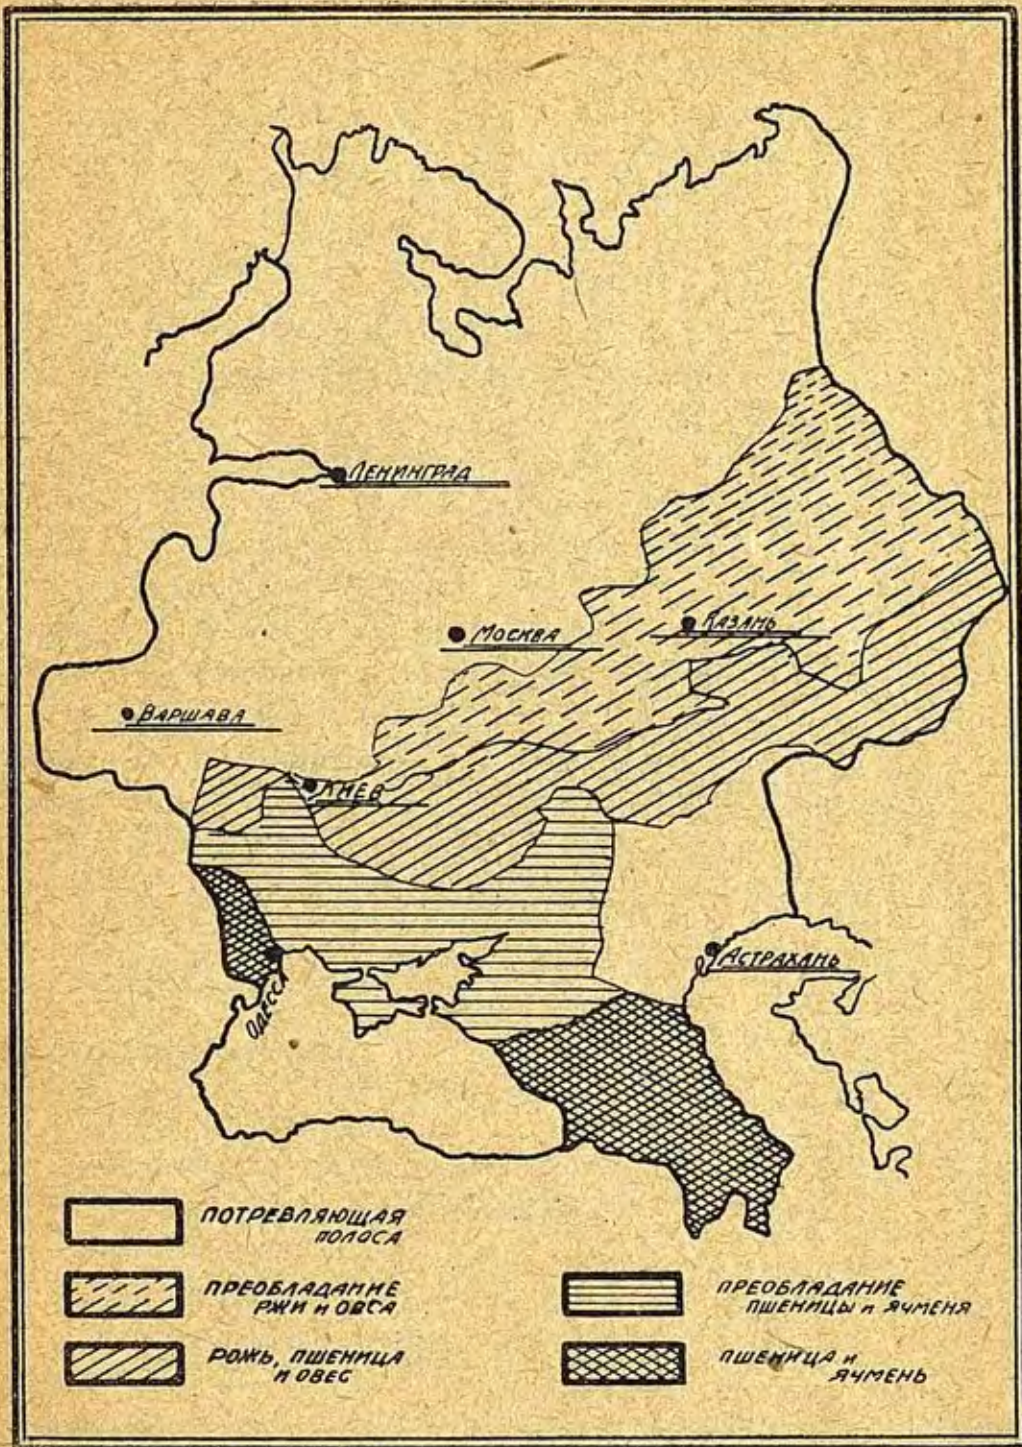 ЛЕНИНГРАД
МОСКВА
КАЗАНЬ
ВАРШАВА
КИЕВ
АСТРАХАНЬ
ОДЕССА
ПОТРЕБЛЯЮЩАЯ
ПОЛОСА
ПРЕОБЛАДАНИЕ
РЖИ и ОВСА
РОЖЬ, ПШЕНИЦА
И ОВЕС
ПРЕОБЛАДАНИЕ
ПШЕНИЦЫ и ЯЧМЕНЯ
ПШЕНИЦА и
ЯЧМЕНЬ